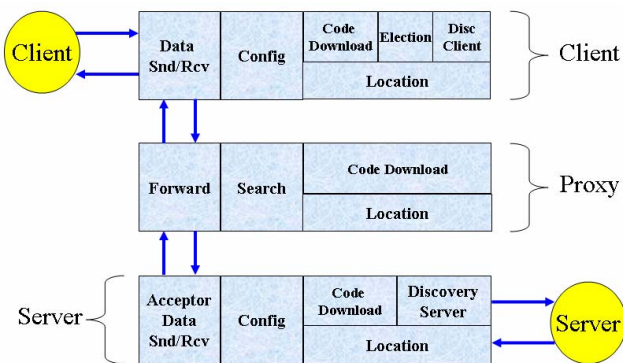 Client
Data
Snd/Rcv
Config
Code
Download
Election
Disc
Client
Location
Client
Forward
Search
Code Download
Location
Proxy
Server
Acceptor
Data
Snd/Rcv
Config
Code
Download
Discovery
Server
Location
Server